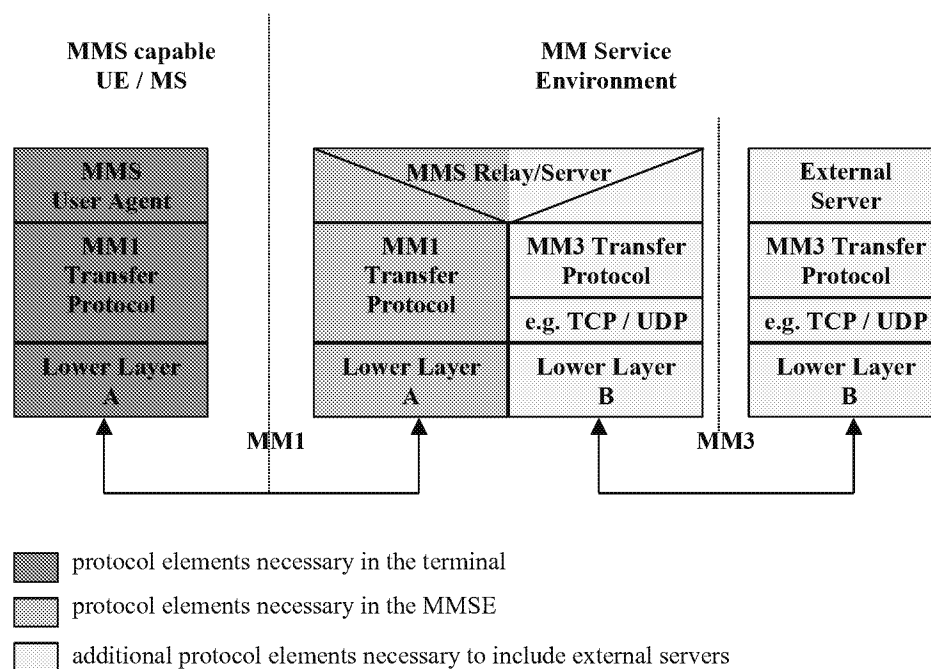 MMS capable
UE / MS
MM Service
Environment
MMS
User Agent
MM1
Transfer
Protocol
Lower Layer
A
MMS Relay/Server
MM1
Transfer
Protocol
Lower Layer
A
MM3 Transfer
Protocol
e.g. TCP / UDP
Lower Layer
B
External
Server
MM3 Transfer
Protocol
e.g. TCP / UDP
Lower Layer
B
MM1
MM3
protocol elements necessary in the terminal
protocol elements necessary in the MMSE
additional protocol elements necessary to include external servers